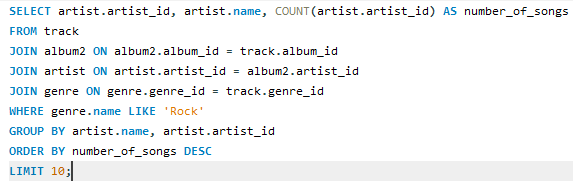 SELECT artist.artist_id, artist.name, COUNT(artist.artist_id) AS number_of_songs
FROM track
JOIN album2 ON album2.album_id = track.album_id
JOIN artist ON artist.artist_id = album2.artist_id
JOIN genre ON genre.genre_id = track.genre_id
WHERE genre.name LIKE 'Rock'
GROUP BY artist.name, artist.artist_id
ORDER BY number_of_songs DESC
LIMIT 10;